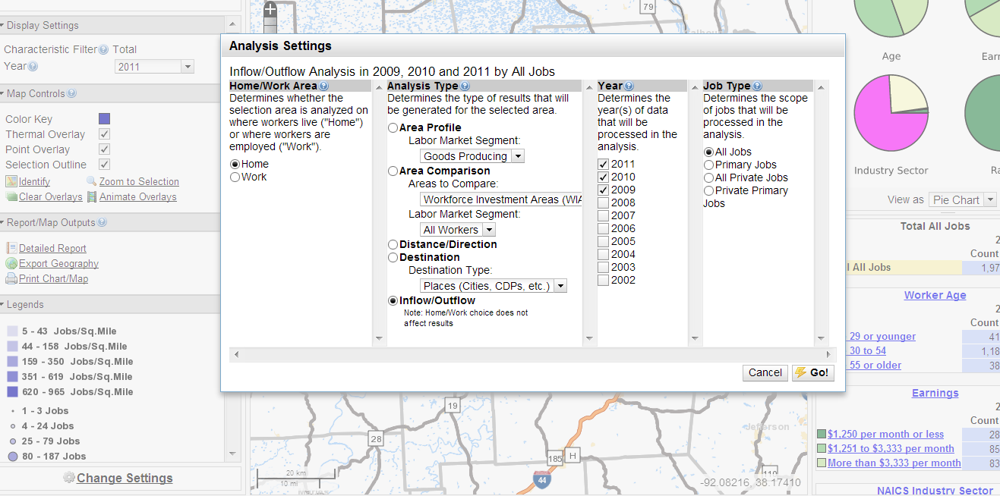 Display Settings
Characteristic Filter Total
Year 2011
Map Controls
Color Key
Thermal Overlay
Point Overlay
Selection Outline
Identify Zoom to Selection
Clear Overlays Animate Overlays
Report/Map Outputs
Detailed Report
Export Geography
Print Chart/Map
Legends
5 - 43 Jobs/Sq.Mile
44 - 158 Jobs/Sq.Mile
159 - 350 Jobs/Sq.Mile
351 - 619 Jobs/Sq.Mile
620 - 965 Jobs/Sq.Mile
1 - 3 Jobs
4 - 24 Jobs
25 - 79 Jobs
80 - 187 Jobs
Change Settings
79
Analysis Settings
Inflow/Outflow Analysis in 2009, 2010 and 2011 by All Jobs
Home/Work Area
Determines whether the
selection area is analyzed on
where workers live ("Home")
or where workers are
employed ("Work").
Home
Work
Analysis Type
Determines the type of results that will
be generated for the selected area.
Area Profile
Labor Market Segment:
Goods Producing
Area Comparison
Areas to Compare:
Workforce Investment Areas (WIA
Labor Market Segment:
All Workers
Distance/Direction
Destination
Destination Type:
Places (Cities, CDPs, etc.)
Inflow/Outflow
Note: Home/Work choice does not
affect results
Year
Determines the
year(s) of data
that will be
processed in the
analysis.
2011
2010
2009
2008
2007
2006
2005
2004
2003
2002
Job Type
Determines the scope
of jobs that will be
processed in the
analysis.
All Jobs
Primary Jobs
All Private Jobs
Private Primary
Jobs
Cancel Go!
19
28
185 H
44
Jefferson
110
20 km
10 mi
-92.08216, 38.17410
Age Earn
Industry Sector Ra
View as Pie Chart
Total All Jobs
2
Count
l All Jobs 1,97
Worker Age
2
Count
29 or younger 41
30 to 54 1,18
55 or older 38
Earnings
2
Count
$1,250 per month or less 28
$1,251 to $3,333 per month 85
More than $3,333 per month 83
NAICS Industry Sector